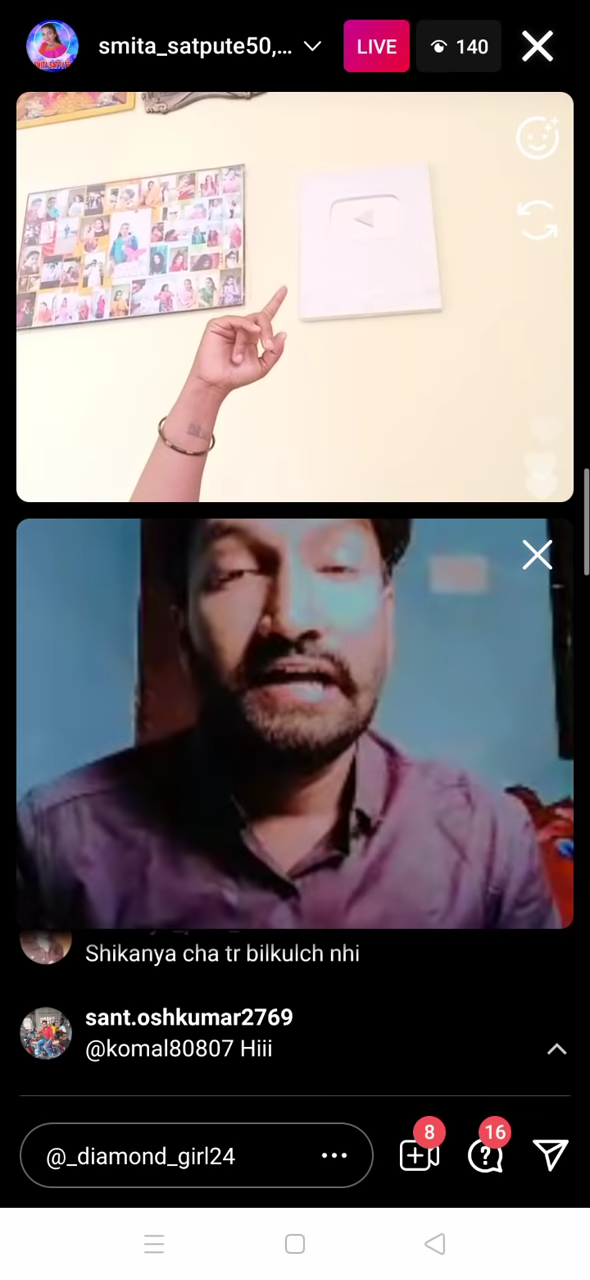 smita_satpute50,...
LIVE
140
Shikanya cha tr bilkulch nhi
sant.oshkumar2769
@komal80807 Hiii
8
16
@_diamond_girl24